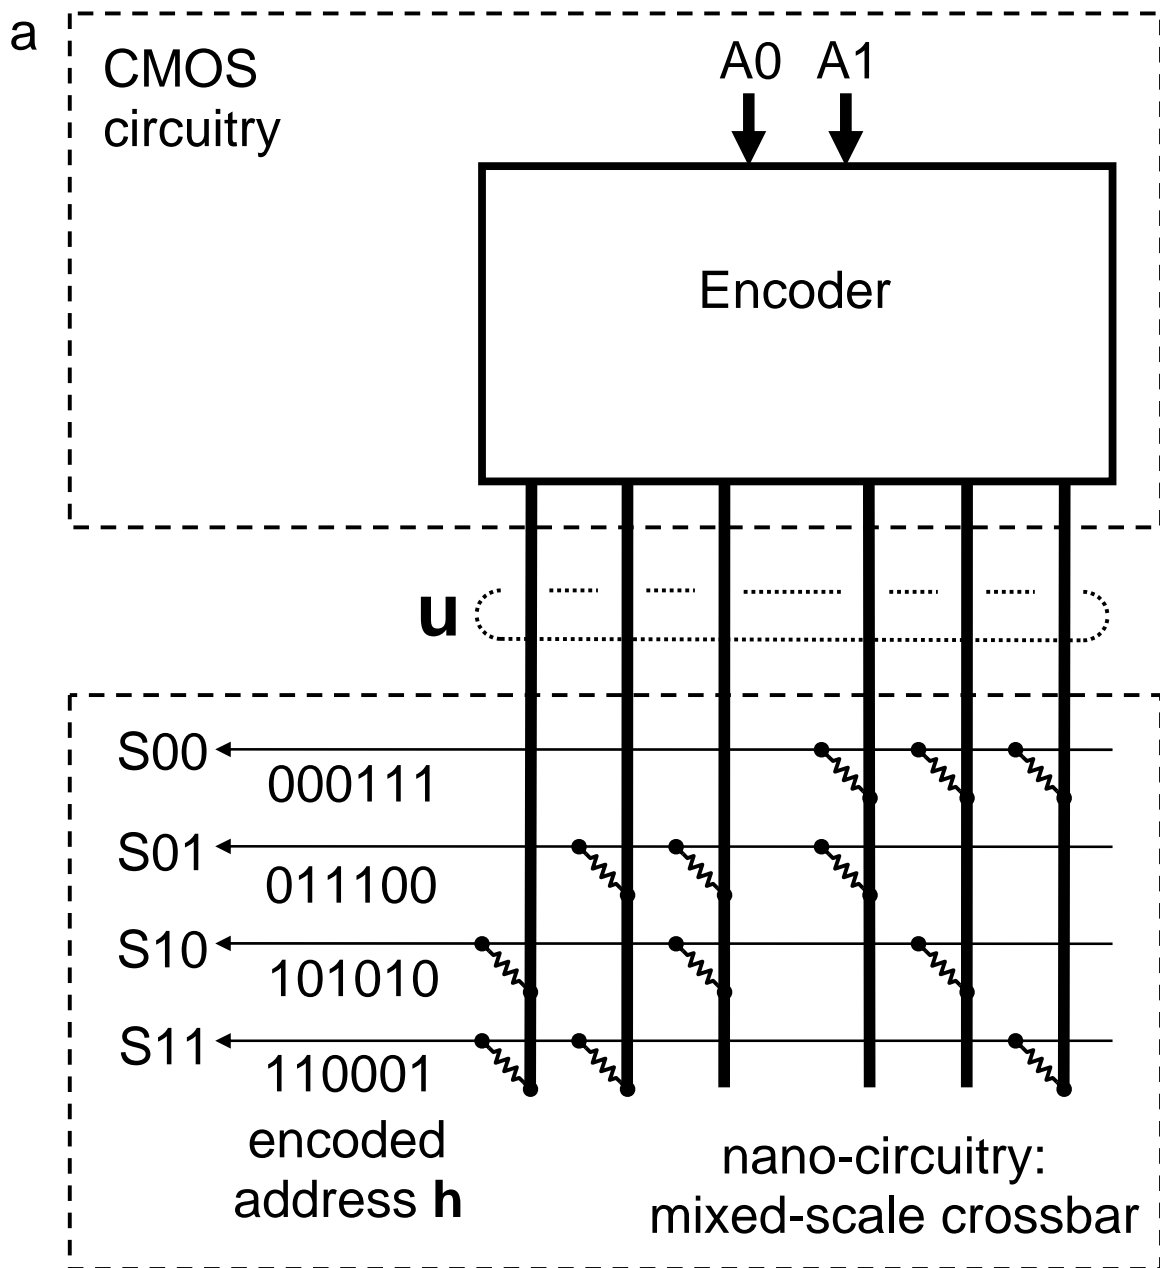 a
CMOS
circuitry
A0 A1
Encoder
u
S00
000111
S01
011100
S10
101010
S11
110001
encoded
address h
nano-circuitry:
mixed-scale crossbar